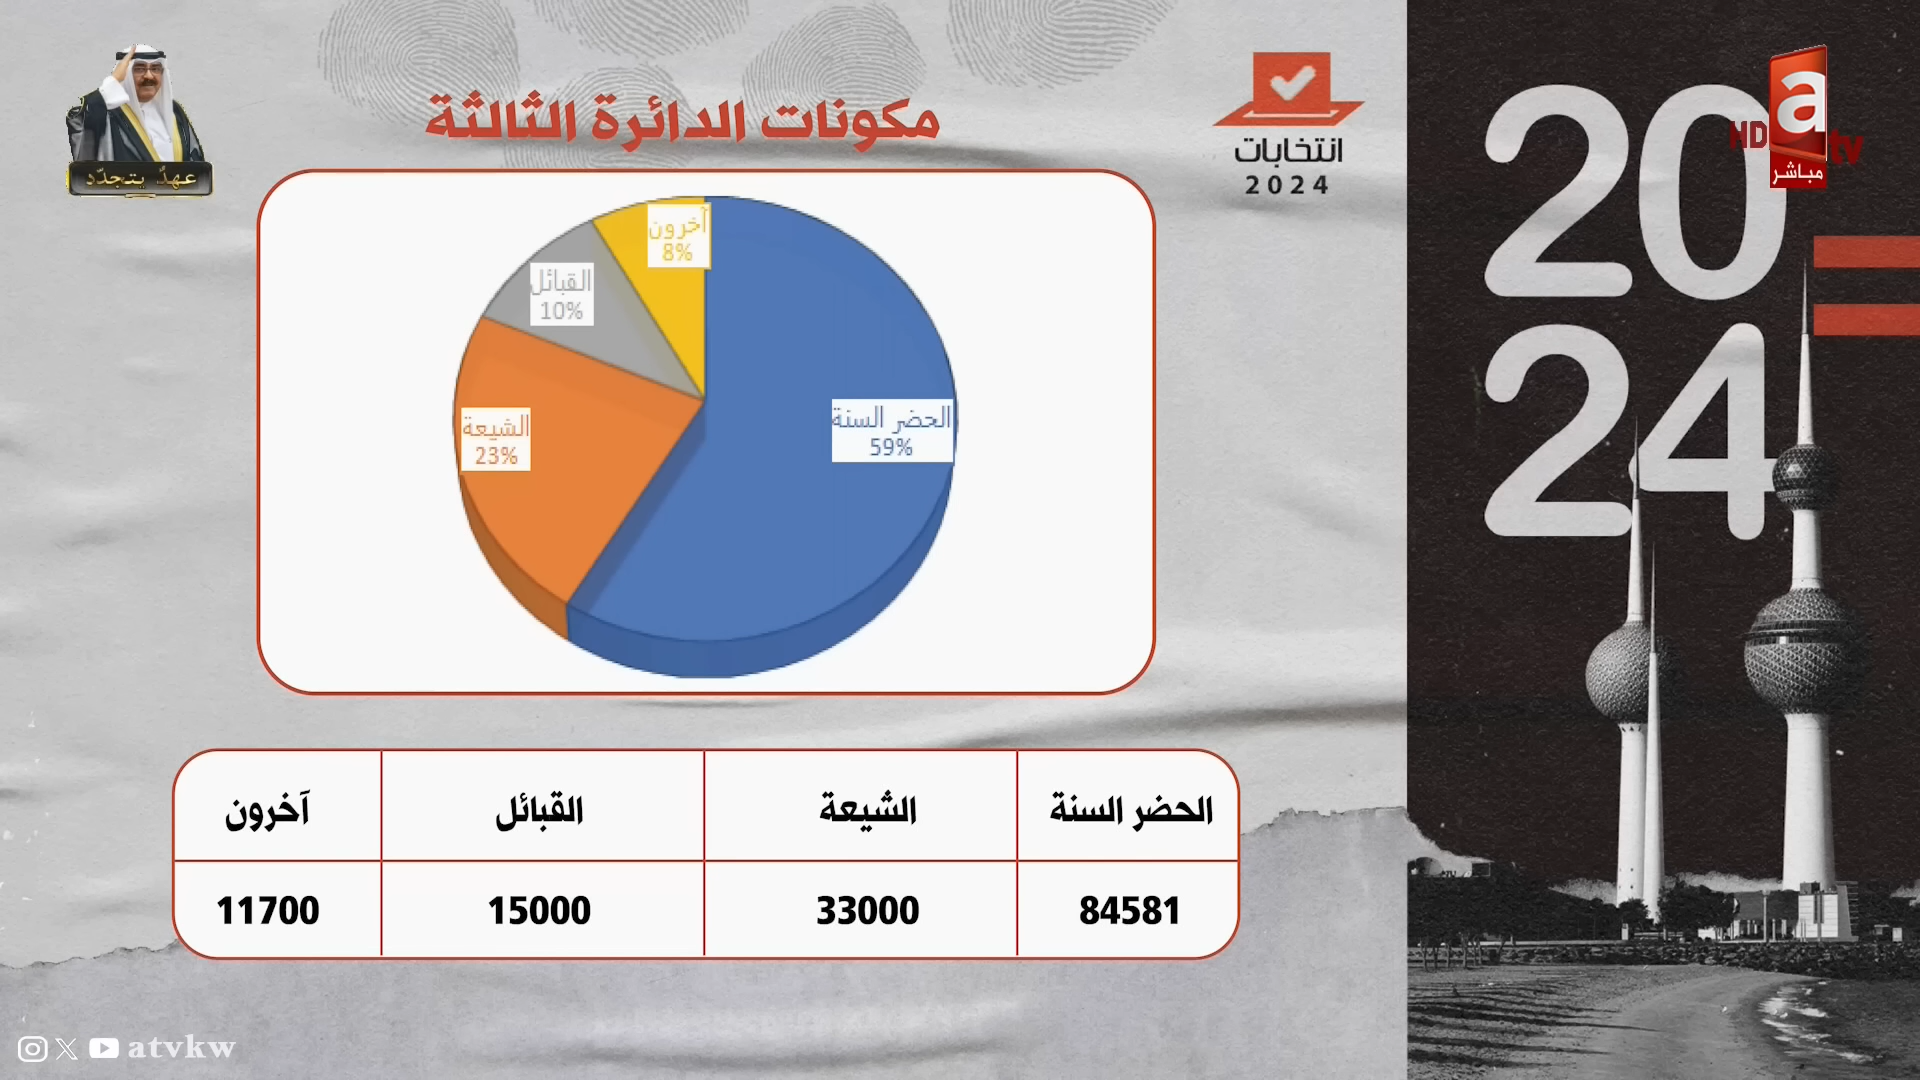 مكونات الدائرة الثالثة
انتخابات
2024
20
24
a
HD
tv
مباشر
عهدٌ يتجدّد
آخرون
8%
القبائل
10%
الشيعة
23%
الحضر السنة
59%
الحضر السنة الشيعة القبائل آخرون
84581 33000 15000 11700
atvkw